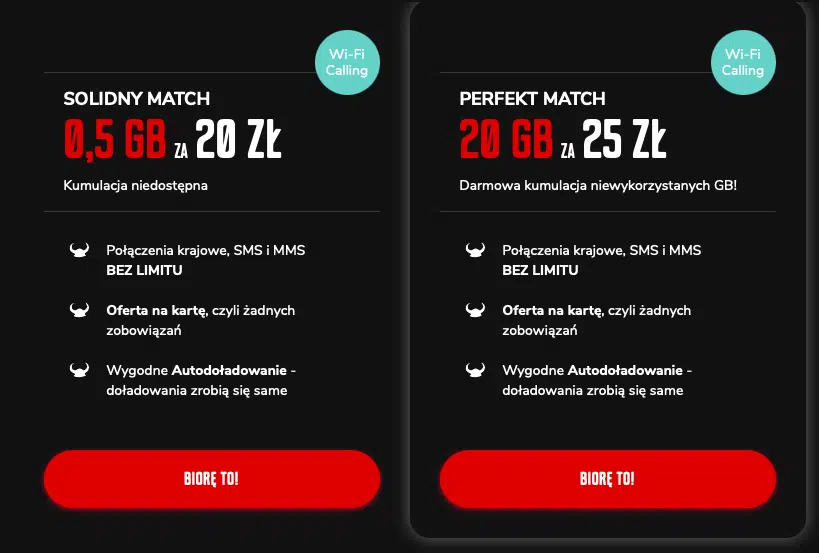 Wi-Fi
Calling
SOLIDNY MATCH
0,5 GB ZA 20 ZŁ
Kumulacja niedostępna
Połączenia krajowe, SMS i MMS
BEZ LIMITU
Oferta na kartę, czyli żadnych
zobowiązań
Wygodne Autodoładowanie -
doładowania zrobią się same
BIORĘ TO!
Wi-Fi
Calling
PERFEKT MATCH
20 GB ZA 25 ZŁ
Darmowa kumulacja niewykorzystanych GB!
Połączenia krajowe, SMS i MMS
BEZ LIMITU
Oferta na kartę, czyli żadnych
zobowiązań
Wygodne Autodoładowanie -
doładowania zrobią się same
BIORĘ TO!